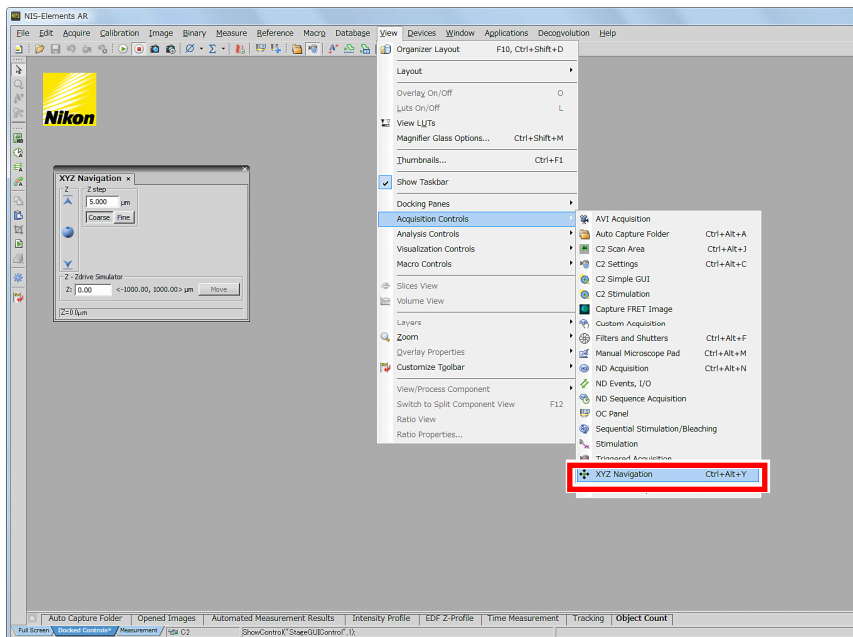 NIS-Elements AR
File Edit Acquire Calibration Image Binary Measure Reference Macro Database View Devices Window Applications Deconvolution Help
Nikon
XYZ Navigation ×
Z
Z step
5.000 µm
Coarse Fine
Z - Zdrive Simulator
Z: 0.00 <-1000.00, 1000.00> µm Move
Z=0.0µm
Organizer Layout F10, Ctrl+Shift+D
Layout
Overlay On/Off O
Luts On/Off L
View LUTs
Magnifier Glass Options... Ctrl+Shift+M
Thumbnails... Ctrl+F1
Show Taskbar
Docking Panes
Acquisition Controls
Analysis Controls
Visualization Controls
Macro Controls
Slices View
Volume View
Layers
Zoom
Overlay Properties
Customize Toolbar
View/Process Component
Switch to Split Component View F12
Ratio View
Ratio Properties...
AVI Acquisition
Auto Capture Folder Ctrl+Alt+A
C2 Scan Area Ctrl+Alt+J
C2 Settings Ctrl+Alt+C
C2 Simple GUI
C2 Stimulation
Capture FRET Image
Custom Acquisition
Filters and Shutters Ctrl+Alt+F
Manual Microscope Pad Ctrl+Alt+M
ND Acquisition Ctrl+Alt+N
ND Events, I/O
ND Sequence Acquisition
OC Panel
Sequential Stimulation/Bleaching
Stimulation
Triggered Acquisition
XYZ Navigation Ctrl+Alt+Y
Auto Capture Folder Opened Images Automated Measurement Results Intensity Profile EDF Z-Profile Time Measurement Tracking Object Count
Full Screen Docked Controls* Measurement C2 ShowControl("StageGUIControl",1);